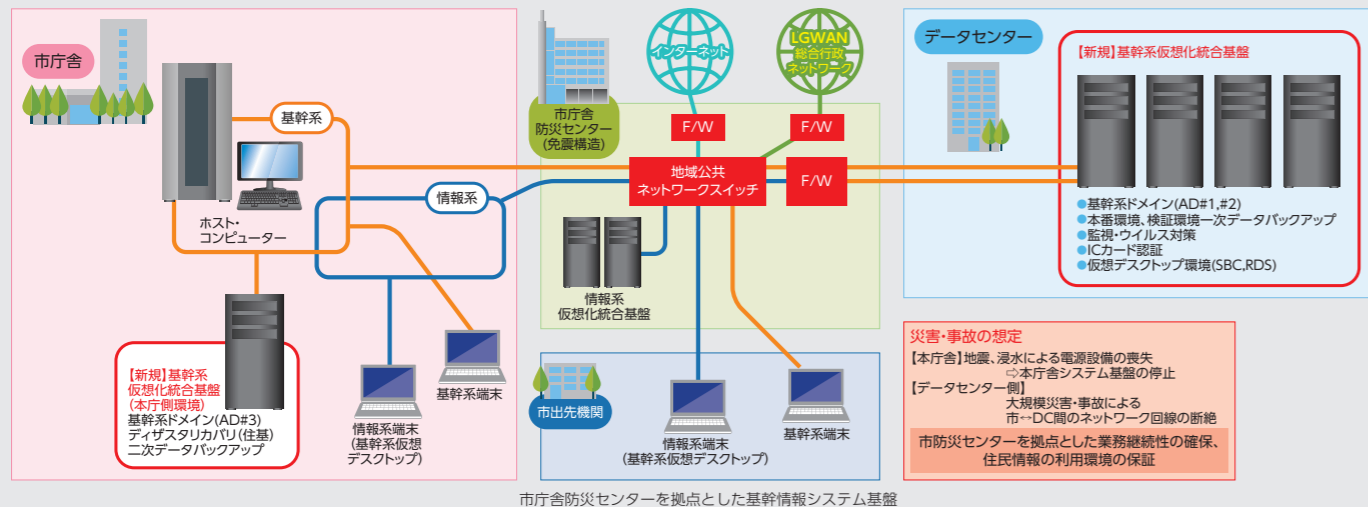 市庁舎
基幹系
ホスト・
コンピューター
情報系
【新規】基幹系
仮想化統合基盤
(本庁側環境)
基幹系ドメイン(AD#3)
ディザスタリカバリ(住基)
二次データバックアップ
情報端末
(基幹系仮想
デスクトップ)
基幹系端末
市庁舎
防災センター
(免震構造)
インターネット
LGWAN
総合行政
ネットワーク
F/W
F/W
地域公共
ネットワークスイッチ
F/W
情報系
仮想化統合基盤
市出先機関
情報端末
(基幹系仮想デスクトップ)
基幹系端末
データセンター
【新規】基幹系仮想化統合基盤
●基幹系ドメイン(AD#1,#2)
●本番環境、検証環境一次データバックアップ
●監視・ウイルス対策
●ICカード認証
●仮想デスクトップ環境(SBC,RDS)
災害・事故の想定
【本庁舎】地震、浸水による電源設備の喪失
⇨本庁舎システム基盤の停止
【データセンター側】
大規模災害・事故による
市↔DC間のネットワーク回線の断絶
市防災センターを拠点とした業務継続性の確保、
住民情報の利用環境の保証
市庁舎防災センターを拠点とした基幹情報システム基盤